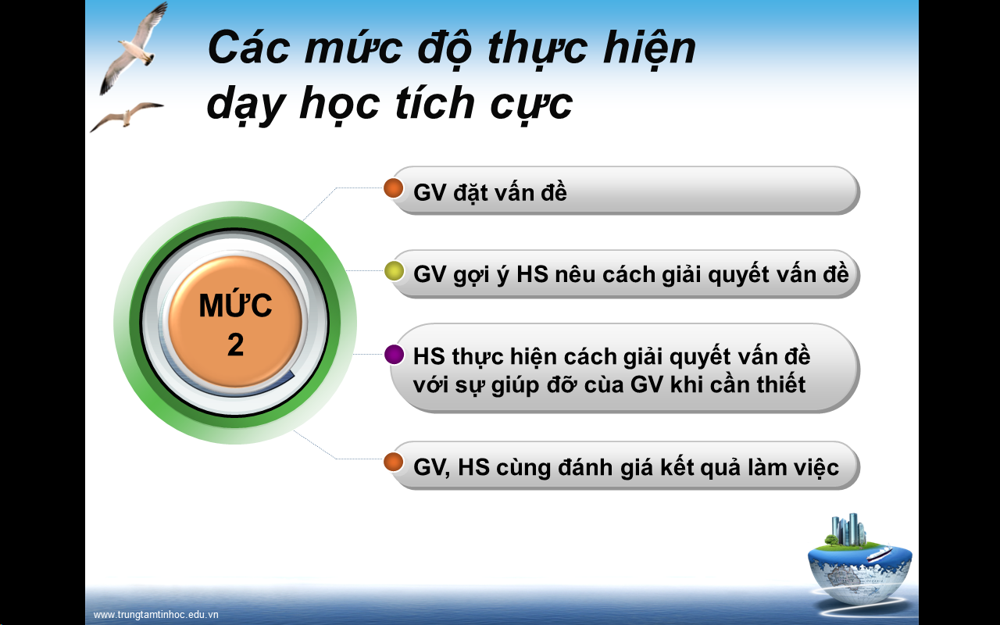 Các mức độ thực hiện
dạy học tích cực
MỨC
2
GV đặt vấn đề
GV gợi ý HS nêu cách giải quyết vấn đề
HS thực hiện cách giải quyết vấn đề
với sự giúp đỡ cùa GV khi cần thiết
GV, HS cùng đánh giá kết quả làm việc
www.trungtamtinhoc.edu.vn